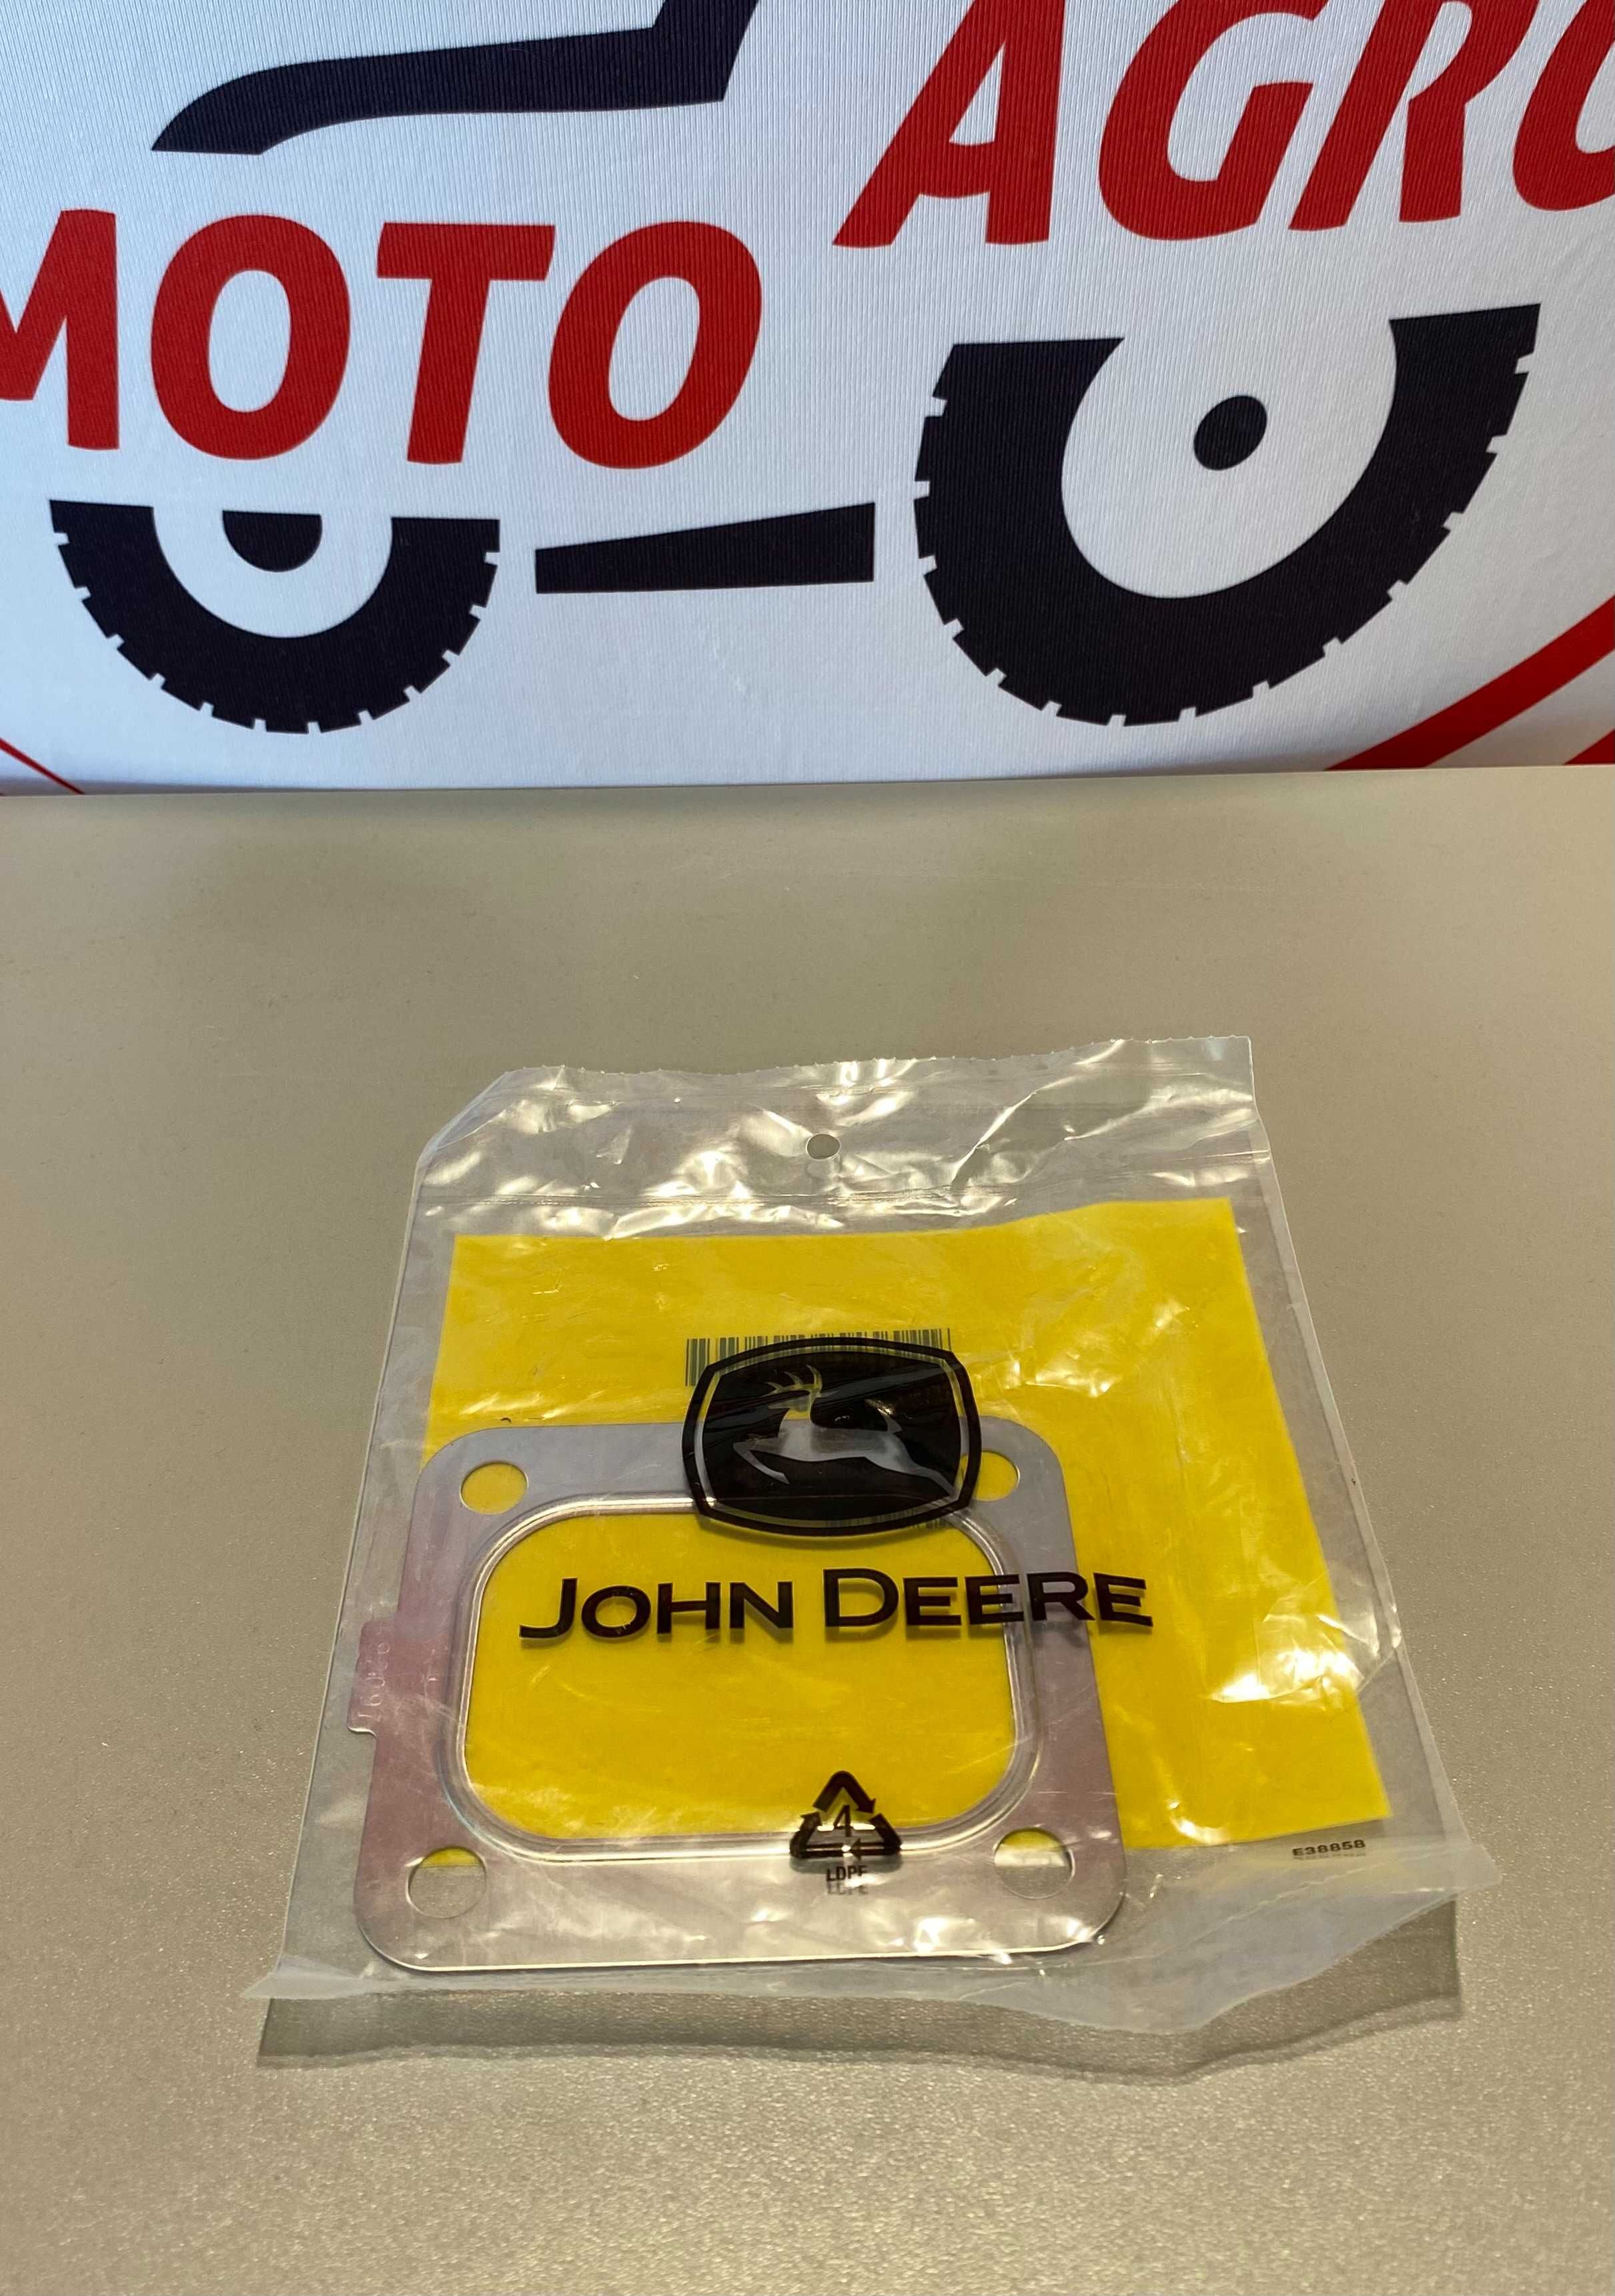 AGRO
MOTO
JOHN DEERE
4
LDPE
E38858